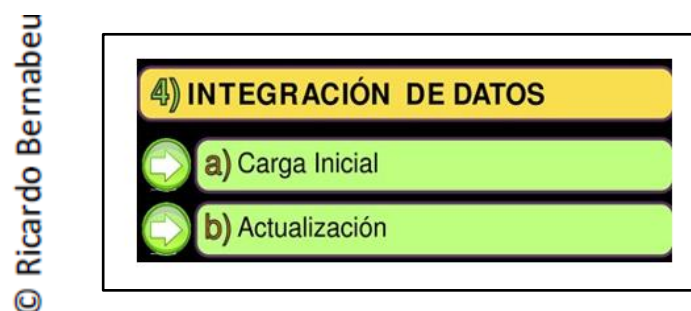 © Ricardo Bernabeu
4) INTEGRACIÓN DE DATOS
a) Carga Inicial
b) Actualización